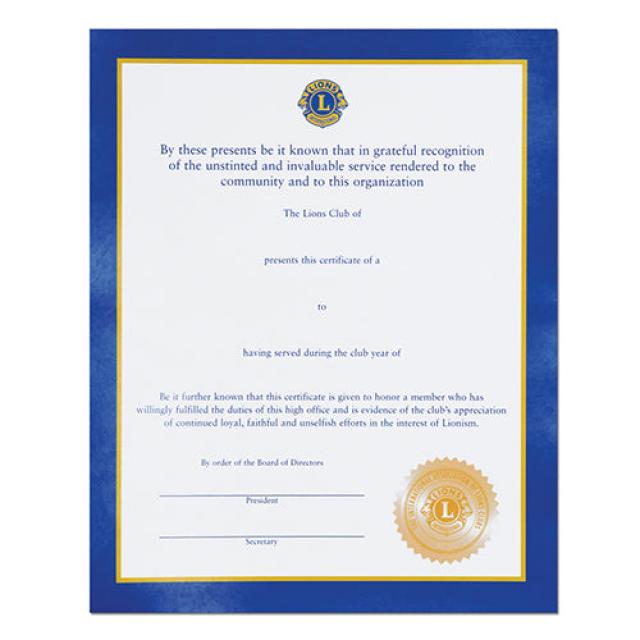 LIONS
L
INTERNATIONAL
By these presents be it known that in grateful recognition
of the unstinted and invaluable service rendered to the
community and to this organization
The Lions Club of
presents this certificate of a
to
having served during the club year of
Be it further known that this certificate is given to honor a member who has
willingly fulfilled the duties of this high office and is evidence of the club's appreciation
of continued loyal, faithful and unselfish efforts in the interest of Lionism.
By order of the Board of Directors
President
Secretary
THE INTERNATIONAL ASSOCIATION OF LIONS CLUBS
LIONS
L
INTERNATIONAL